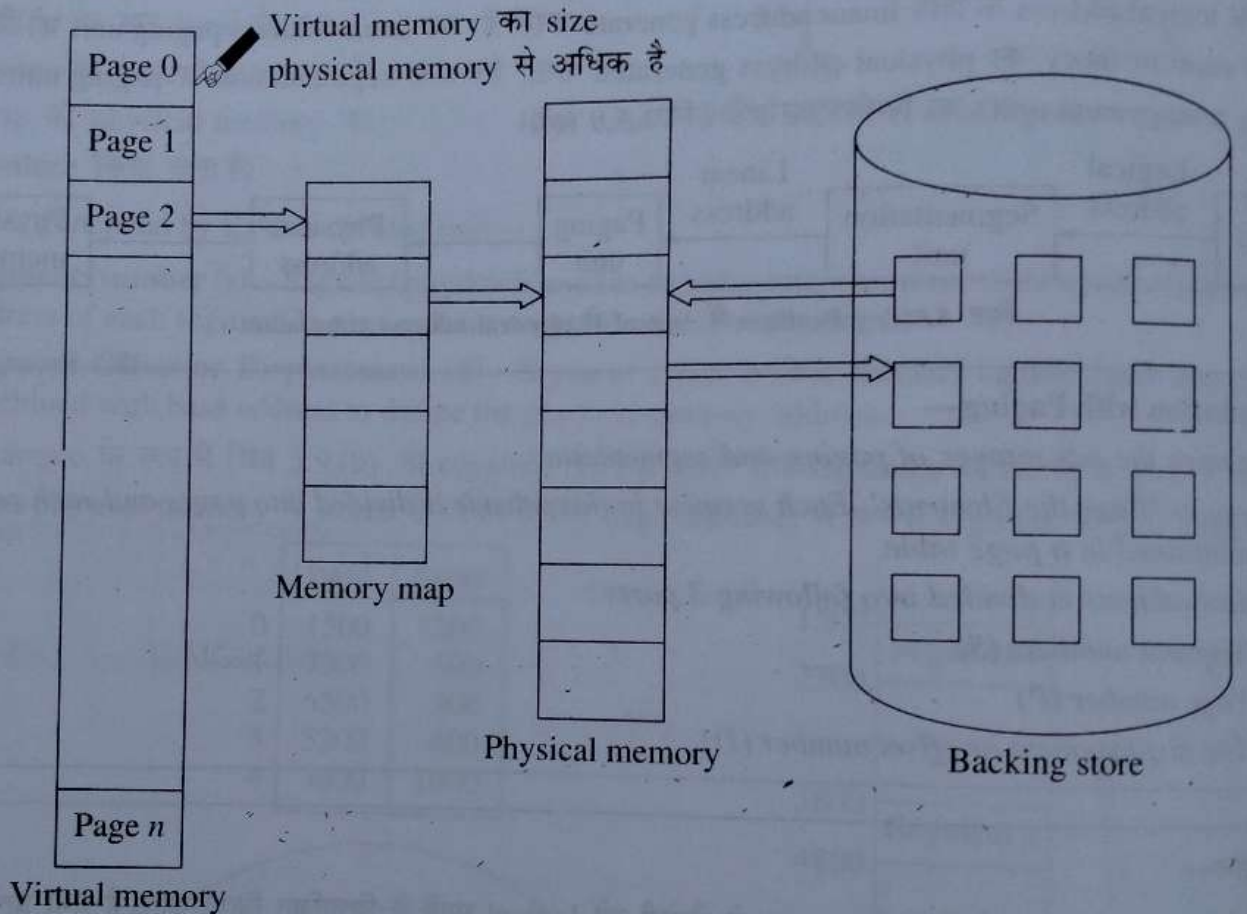 Virtual memory का size
physical memory से अधिक है
Page 0
Page 1
Page 2
Page n
Virtual memory
Memory map
Physical memory
Backing store